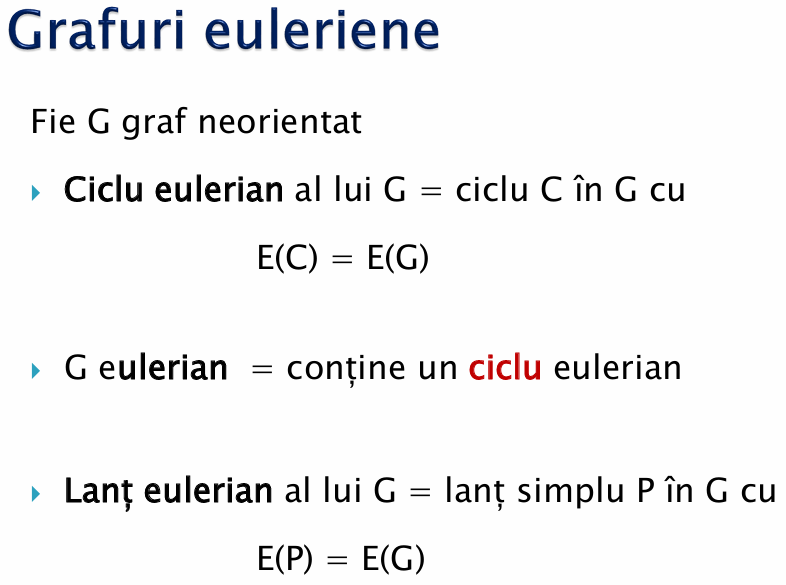 Grafuri euleriene
Fie G graf neorientat
Ciclu eulerian al lui G = ciclu C în G cu
E(C) = E(G)
G eulerian = conține un ciclu eulerian
Lanț eulerian al lui G = lanț simplu P în G cu
E(P) = E(G)